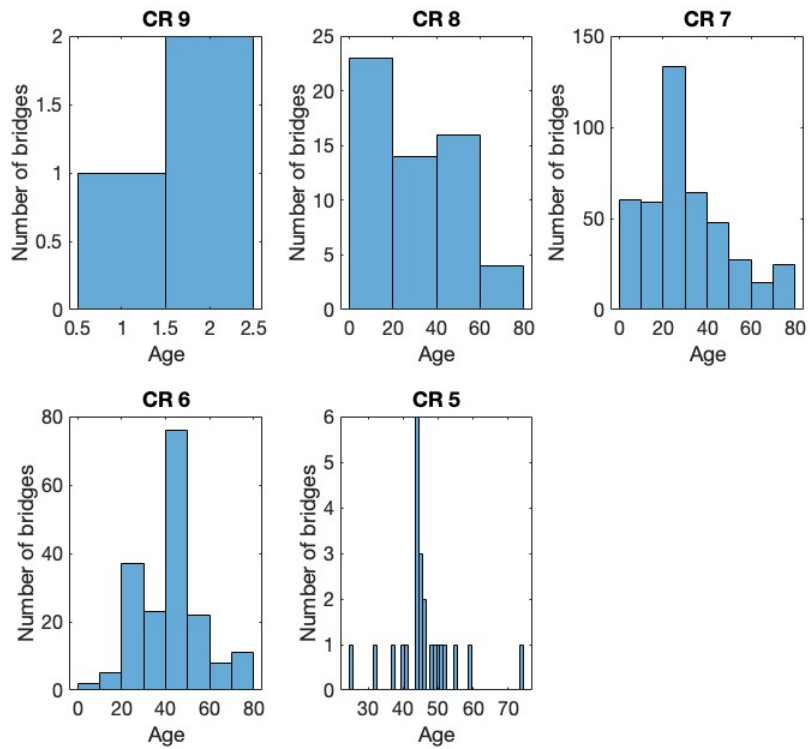 CR 9
2
1.5
1
0.5
0
Number of bridges
0.5 1 1.5 2 2.5
Age
CR 8
25
20
15
10
5
0
Number of bridges
0 20 40 60 80
Age
CR 7
150
100
50
0
Number of bridges
0 20 40 60 80
Age
CR 6
80
60
40
20
0
Number of bridges
0 20 40 60 80
Age
CR 5
6
5
4
3
2
1
0
Number of bridges
30 40 50 60 70
Age